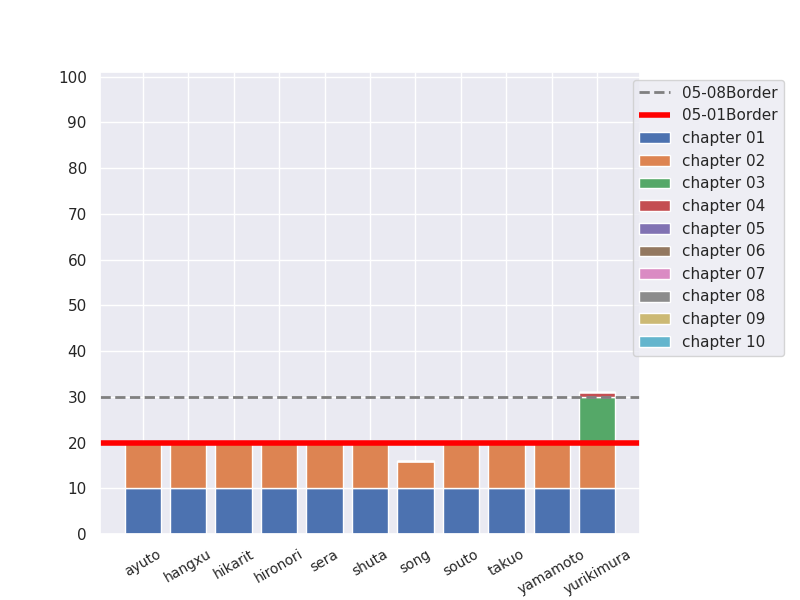 100
90
80
70
60
50
40
30
20
10
0
ayuto
hangxu
hikarit
hironori
sera
shuta
song
souto
takuo
yamamoto
yurikimura
05-08Border
05-01Border
chapter 01
chapter 02
chapter 03
chapter 04
chapter 05
chapter 06
chapter 07
chapter 08
chapter 09
chapter 10